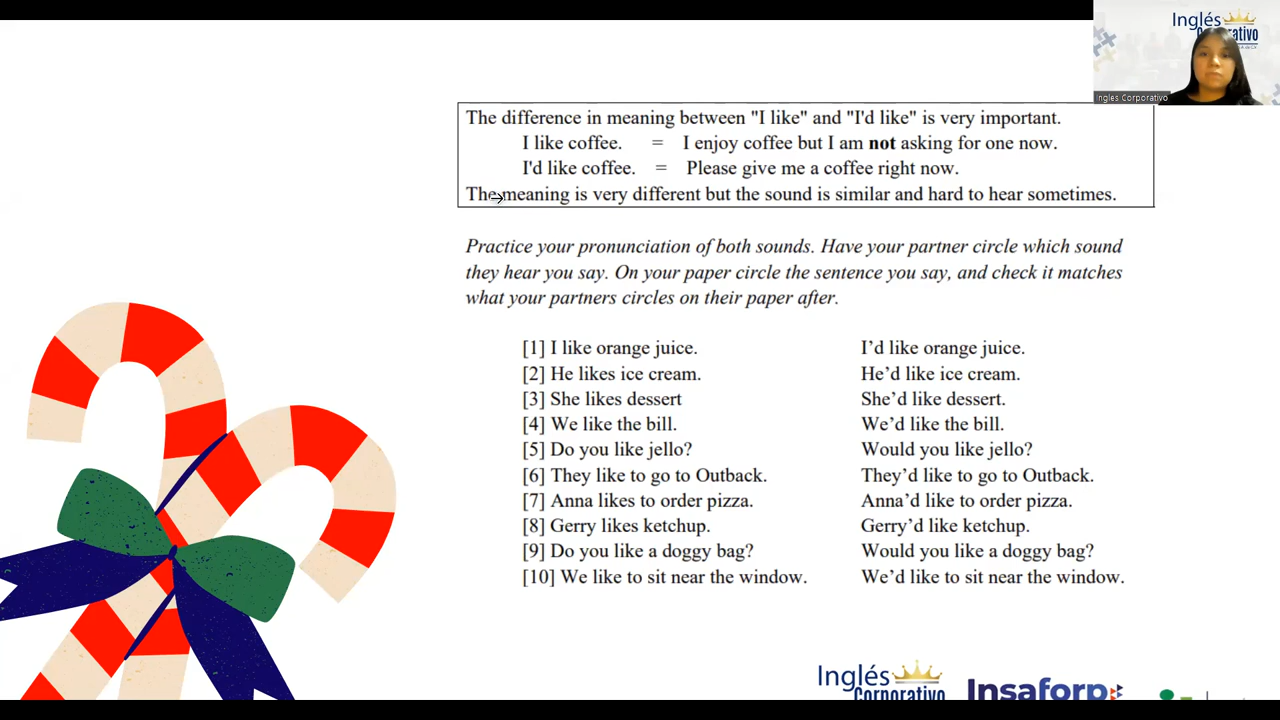 Inglés
Corporativo
Ingles Corporativo
The difference in meaning between "I like" and "I'd like" is very important.
I like coffee. = I enjoy coffee but I am not asking for one now.
I'd like coffee. = Please give me a coffee right now.
The meaning is very different but the sound is similar and hard to hear sometimes.
Practice your pronunciation of both sounds. Have your partner circle which sound
they hear you say. On your paper circle the sentence you say, and check it matches
what your partners circles on their paper after.
[1] I like orange juice. I’d like orange juice.
[2] He likes ice cream. He’d like ice cream.
[3] She likes dessert She’d like dessert.
[4] We like the bill. We’d like the bill.
[5] Do you like jello? Would you like jello?
[6] They like to go to Outback. They’d like to go to Outback.
[7] Anna likes to order pizza. Anna’d like to order pizza.
[8] Gerry likes ketchup. Gerry’d like ketchup.
[9] Do you like a doggy bag? Would you like a doggy bag?
[10] We like to sit near the window. We’d like to sit near the window.
Inglés
Corporativo
Insaforp